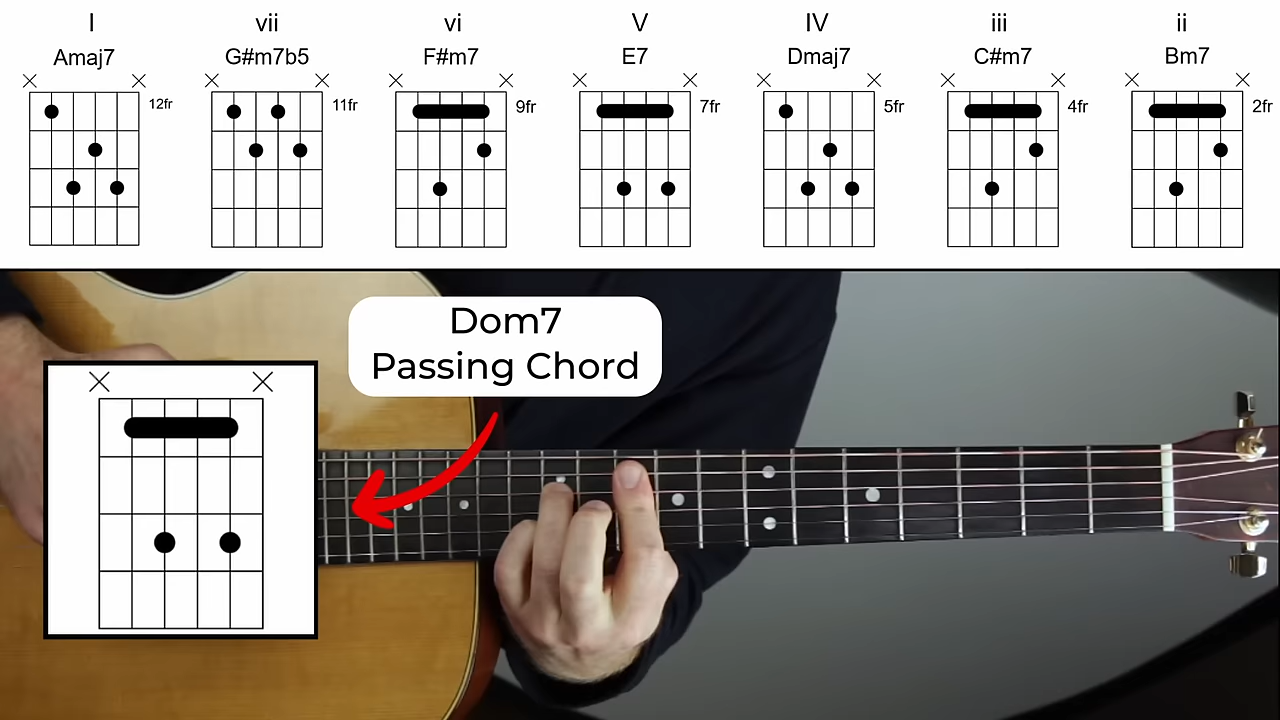 I vii vi V IV iii ii
Amaj7 G#m7b5 F#m7 E7 Dmaj7 C#m7 Bm7
12fr 11fr 9fr 7fr 5fr 4fr 2fr
Dom7
Passing Chord